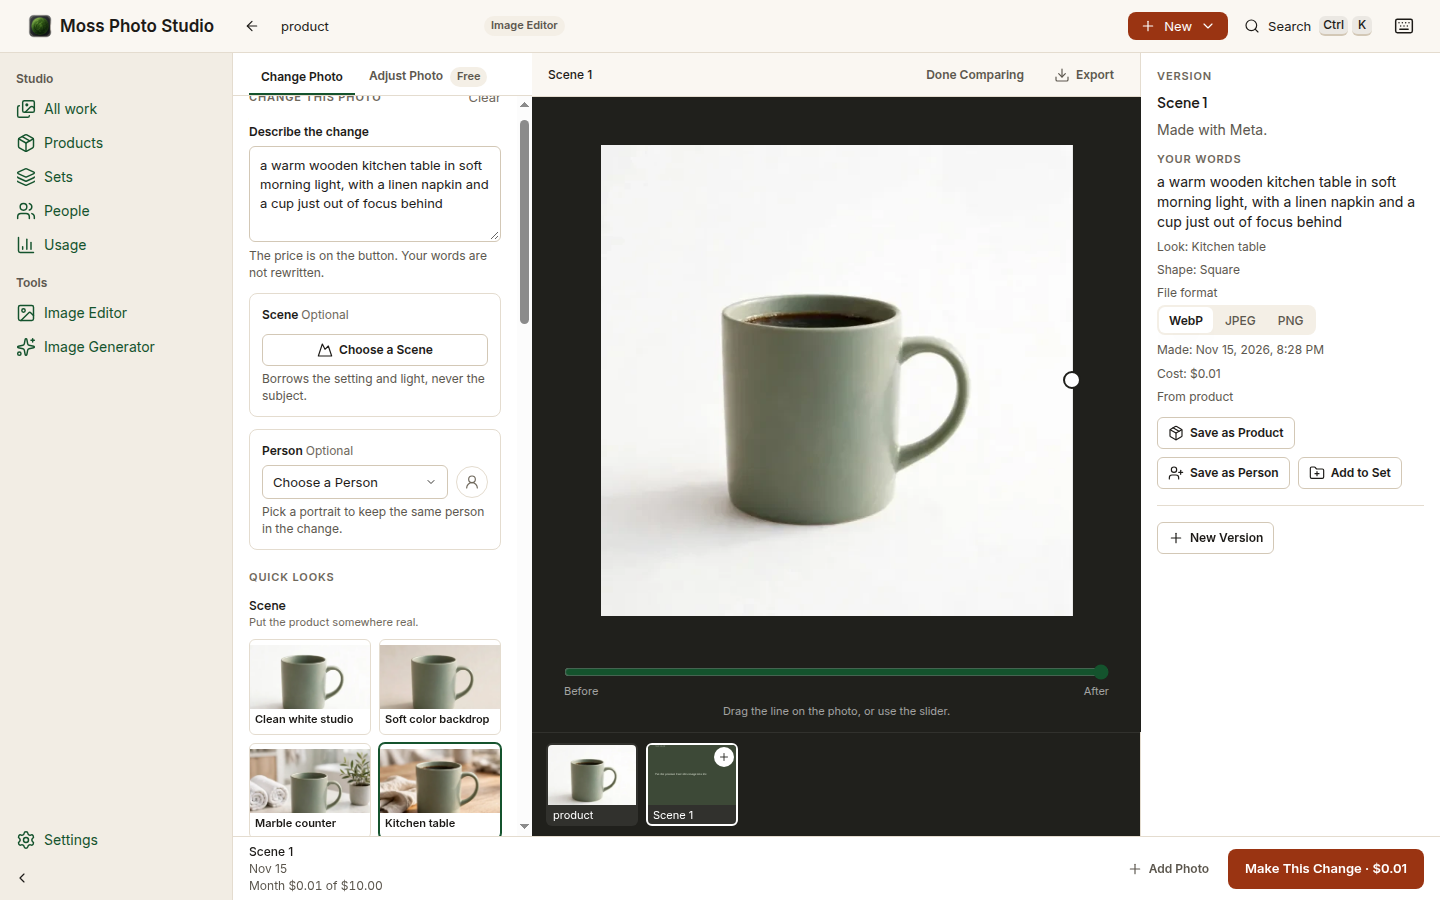 Moss Photo Studio
product
Image Editor
New
Search
Ctrl
K
Studio
All work
Products
Sets
People
Usage
Tools
Image Editor
Image Generator
Settings
Change Photo
Adjust Photo
Free
CHANGE THIS PHOTO
Clear
Describe the change
a warm wooden kitchen table in soft
morning light, with a linen napkin and
a cup just out of focus behind
The price is on the button. Your words are
not rewritten.
Scene Optional
Choose a Scene
Borrows the setting and light, never the
subject.
Person Optional
Choose a Person
Pick a portrait to keep the same person
in the change.
QUICK LOOKS
Scene
Put the product somewhere real.
Clean white studio
Soft color backdrop
Marble counter
Kitchen table
Scene 1
Done Comparing
Export
Before
After
Drag the line on the photo, or use the slider.
product
Scene 1
VERSION
Scene 1
Made with Meta.
YOUR WORDS
a warm wooden kitchen table in soft
morning light, with a linen napkin and a
cup just out of focus behind
Look: Kitchen table
Shape: Square
File format
WebP
JPEG
PNG
Made: Nov 15, 2026, 8:28 PM
Cost: $0.01
From product
Save as Product
Save as Person
Add to Set
New Version
Scene 1
Nov 15
Month $0.01 of $10.00
Add Photo
Make This Change · $0.01